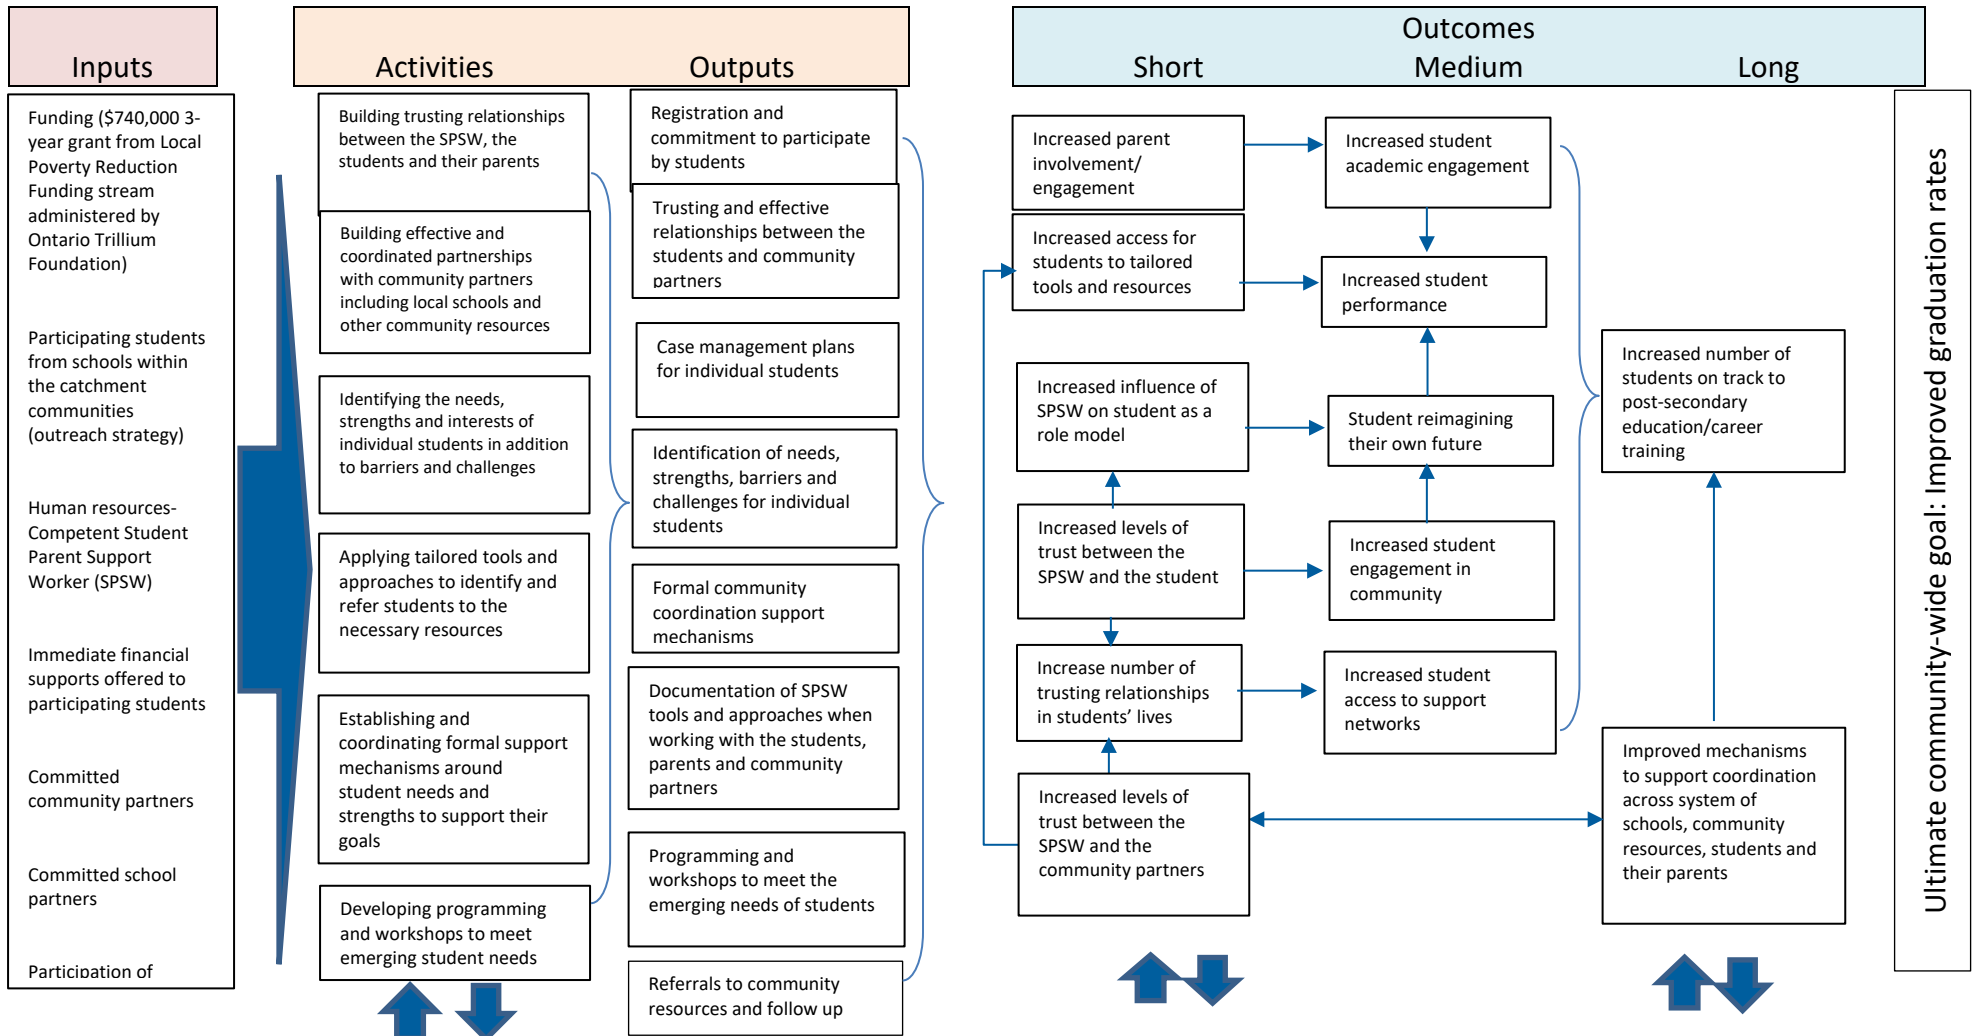 Inputs
Activities
Outputs
Outcomes
Short
Medium
Long
Funding ($740,000 3-
year grant from Local
Poverty Reduction
Funding stream
administered by
Ontario Trillium
Foundation)
Participating students
from schools within
the catchment
communities
(outreach strategy)
Human resources-
Competent Student
Parent Support
Worker (SPSW)
Immediate financial
supports offered to
participating students
Committed
community partners
Committed school
partners
Participation of
Building trusting relationships
between the SPSW, the
students and their parents
Building effective and
coordinated partnerships
with community partners
including local schools and
other community resources
Identifying the needs,
strengths and interests of
individual students in addition
to barriers and challenges
Applying tailored tools and
approaches to identify and
refer students to the
necessary resources
Establishing and
coordinating formal support
mechanisms around
student needs and
strengths to support their
goals
Developing programming
and workshops to meet
emerging student needs
Registration and
commitment to participate
by students
Trusting and effective
relationships between the
students and community
partners
Case management plans
for individual students
Identification of needs,
strengths, barriers and
challenges for individual
students
Formal community
coordination support
mechanisms
Documentation of SPSW
tools and approaches when
working with the students,
parents and community
partners
Programming and
workshops to meet the
emerging needs of students
Referrals to community
resources and follow up
Increased parent
involvement/
engagement
Increased access for
students to tailored
tools and resources
Increased influence of
SPSW on student as a
role model
Increased levels of
trust between the
SPSW and the student
Increase number of
trusting relationships
in students’ lives
Increased levels of
trust between the
SPSW and the
community partners
Increased student
academic engagement
Increased student
performance
Student reimagining
their own future
Increased student
engagement in
community
Increased student
access to support
networks
Increased number of
students on track to
post-secondary
education/career
training
Improved mechanisms
to support coordination
across system of
schools, community
resources, students and
their parents
Ultimate community-wide goal: Improved graduation rates